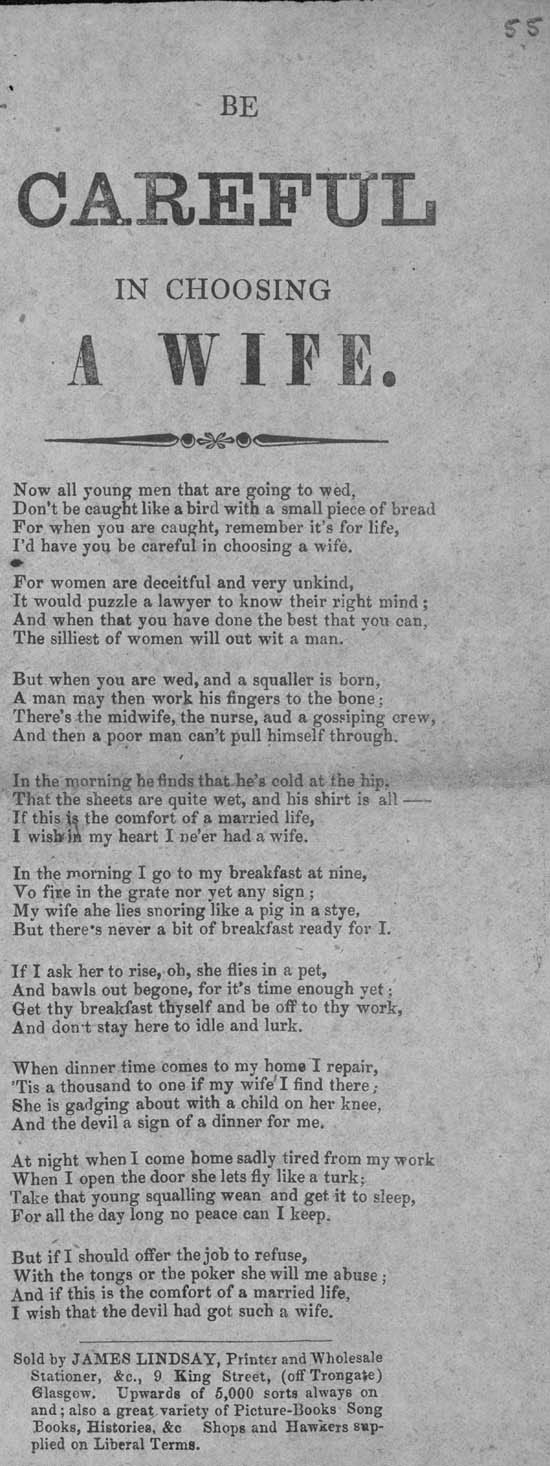 55
BE
CAREFUL
IN CHOOSING
A WIFE.
Now all young men that are going to wed,
Don't be caught like a bird with a small piece of bread
For when you are caught, remember it's for life,
I'd have you be careful in choosing a wife.
For women are deceitful and very unkind,
It would puzzle a lawyer to know their right mind;
And when that you have done the best that you can,
The silliest of women will out wit a man.
But when you are wed, and a squaller is born,
A man may then work his fingers to the bone;
There's the midwife, the nurse, aud a gossiping crew,
And then a poor man can't pull himself through.
In the morning he finds that he's cold at the hip,
That the sheets are quite wet, and his shirt is all ——
If this is the comfort of a married life,
I wish in my heart I ne'er had a wife.
In the morning I go to my breakfast at nine,
Vo fire in the grate nor yet any sign;
My wife ahe lies snoring like a pig in a stye,
But there's never a bit of breakfast ready for I.
If I ask her to rise, oh, she flies in a pet,
And bawls out begone, for it's time enough yet;
Get thy breakfast thyself and be off to thy work,
And don't stay here to idle and lurk.
When dinner time comes to my home I repair,
'Tis a thousand to one if my wife I find there;
She is gadging about with a child on her knee,
And the devil a sign of a dinner for me.
At night when I come home sadly tired from my work
When I open the door she lets fly like a turk;
Take that young squalling wean and get it to sleep,
For all the day long no peace can I keep.
But if I should offer the job to refuse,
With the tongs or the poker she will me abuse;
And if this is the comfort of a married life,
I wish that the devil had got such a wife.
Sold by JAMES LINDSAY, Printer and Wholesale
Stationer, &c., 9 King Street, (off Trongate)
Glasgow. Upwards of 5,000 sorts always on
and; also a great variety of Picture-Books Song
Books, Histories, &c Shops and Hawkers sup-
plied on Liberal Terms.